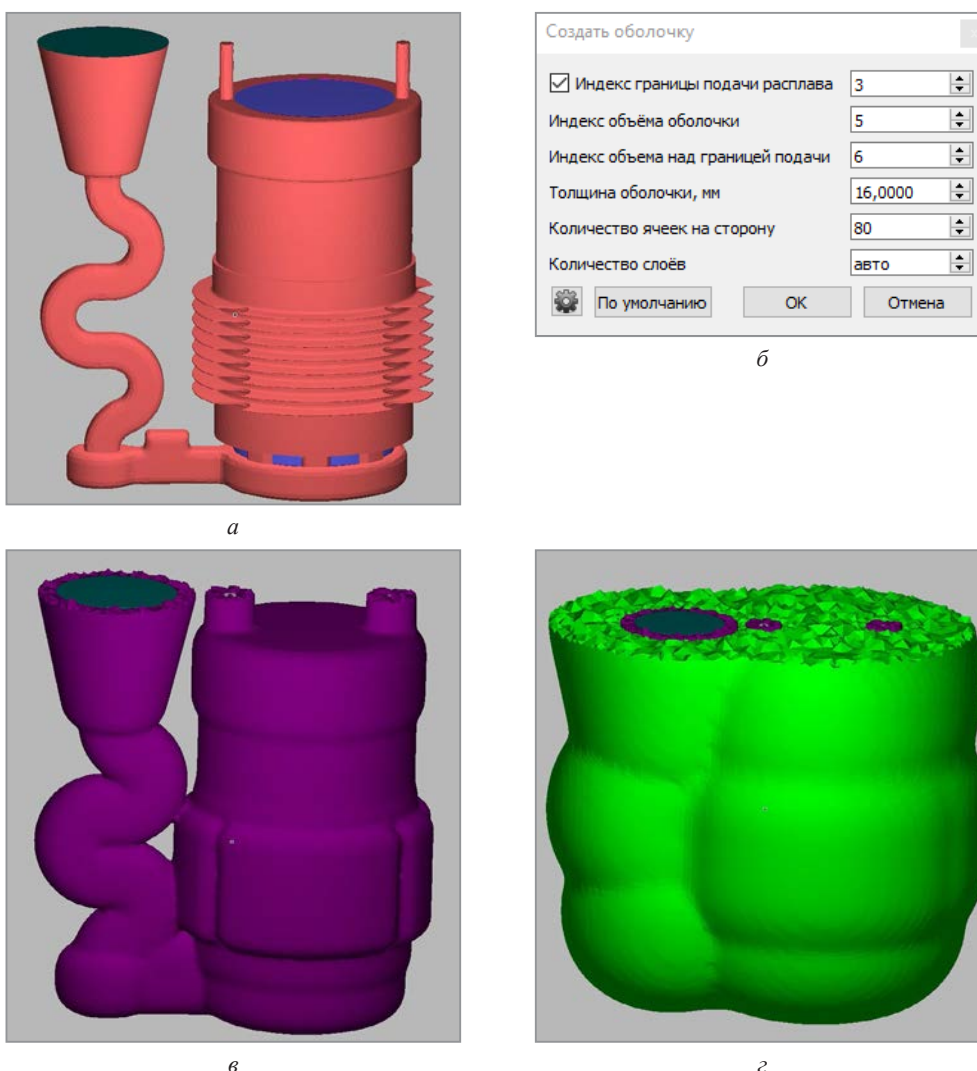 Создать оболочку
Индекс границы подачи расплава 3
Индекс объёма оболочки 5
Индекс объема над границей подачи 6
Толщина оболочки, мм 16,0000
Количество ячеек на сторону 80
Количество слоёв авто
По умолчанию ОК Отмена
а
б
в
г